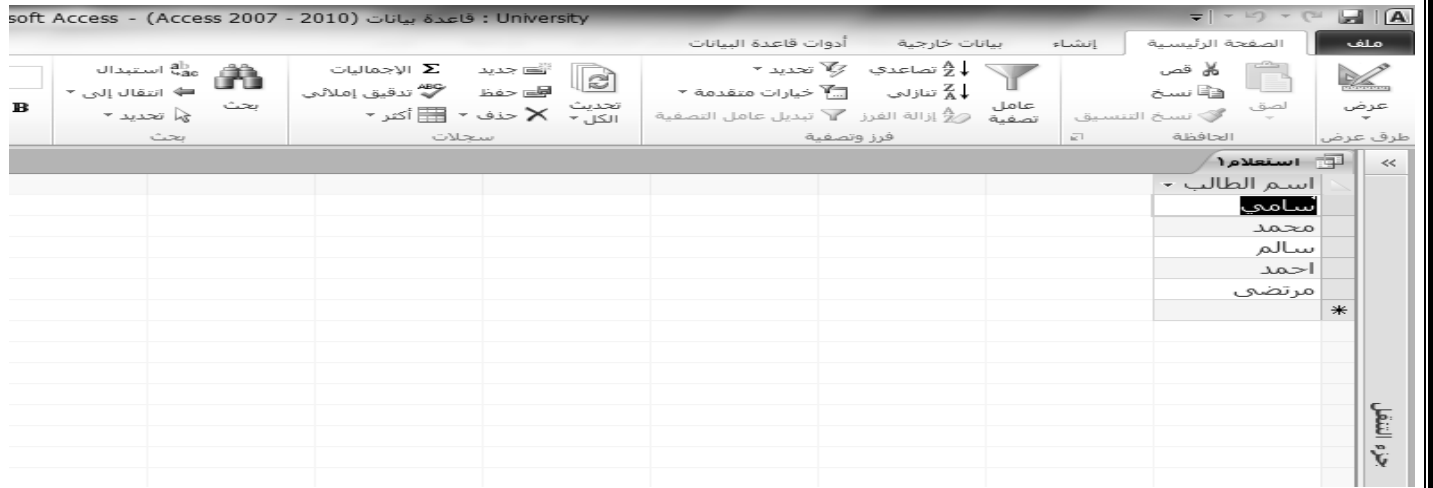 University : قاعدة بيانات (Access 2007 - 2010) - soft Access
ملف الصفحة الرئيسية إنشاء بيانات خارجية أدوات قاعدة البيانات
عرض
طرق عرض
لصق
قص
نسخ
نسخ التنسيق
الحافظة
عامل تصفية
تصاعدي
تنازلي
إزالة الفرز
تحديد
خيارات متقدمة
تبديل عامل التصفية
فرز وتصفية
تحديث الكل
جديد
حفظ
حذف
الإجماليات
تدقيق إملائي
أكثر
سجلات
بحث
استبدال
انتقال إلى
تحديد
بحث
B
استعلام١
اسم الطالب
سامي
محمد
سالم
احمد
مرتضى
جزء التنقل